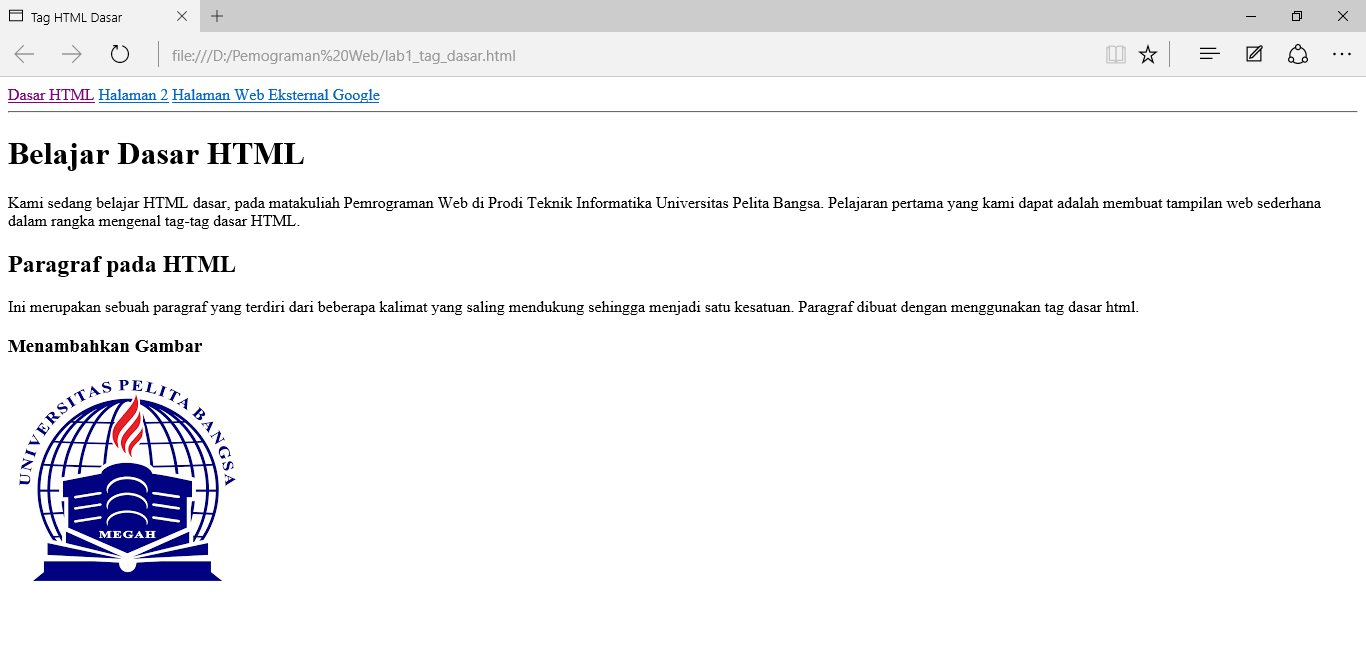 Tag HTML Dasar
file:///D:/Pemograman%20Web/lab1_tag_dasar.html
Dasar HTML Halaman 2 Halaman Web Eksternal Google
Belajar Dasar HTML
Kami sedang belajar HTML dasar, pada matakuliah Pemrograman Web di Prodi Teknik Informatika Universitas Pelita Bangsa. Pelajaran pertama yang kami dapat adalah membuat tampilan web sederhana
dalam rangka mengenal tag-tag dasar HTML.
Paragraf pada HTML
Ini merupakan sebuah paragraf yang terdiri dari beberapa kalimat yang saling mendukung sehingga menjadi satu kesatuan. Paragraf dibuat dengan menggunakan tag dasar html.
Menambahkan Gambar
UNIVERSITAS PELITA BANGSA
MEGAH